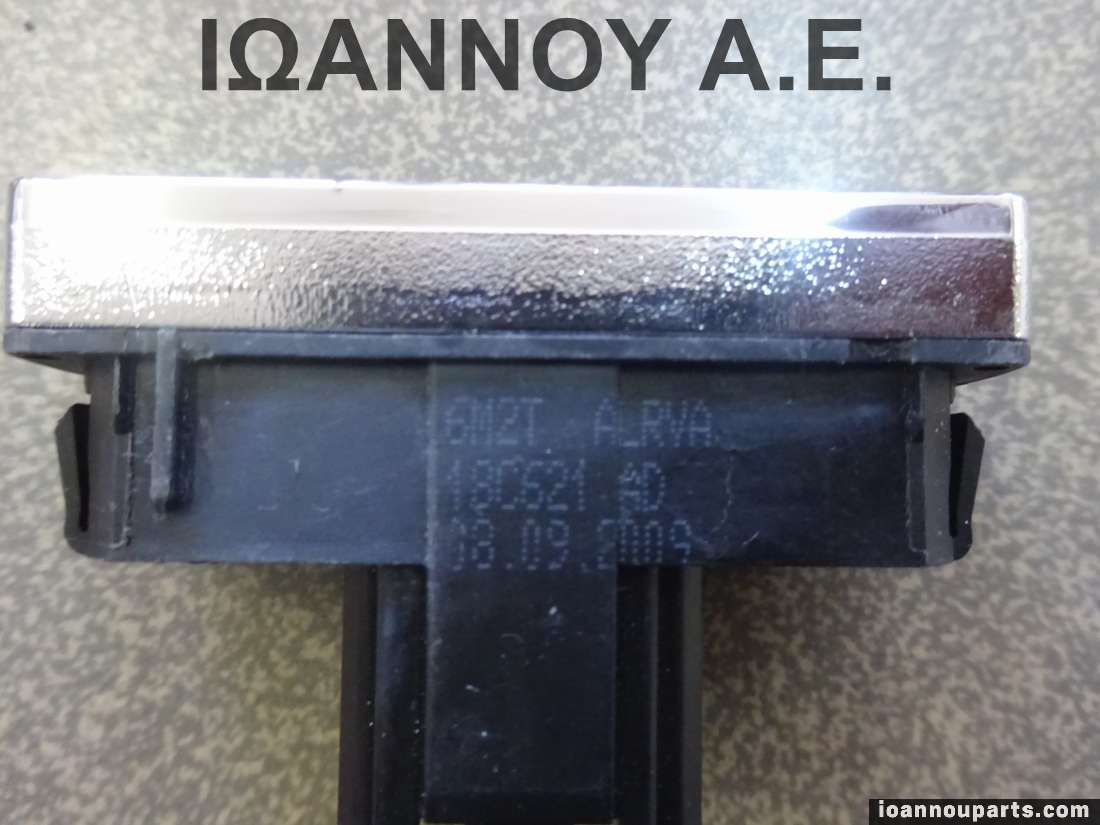 ΙΩΑΝΝΟΥ Α.Ε.
6M2T ALRVA
18C621 AD
08.09.2009
ioannouparts.com